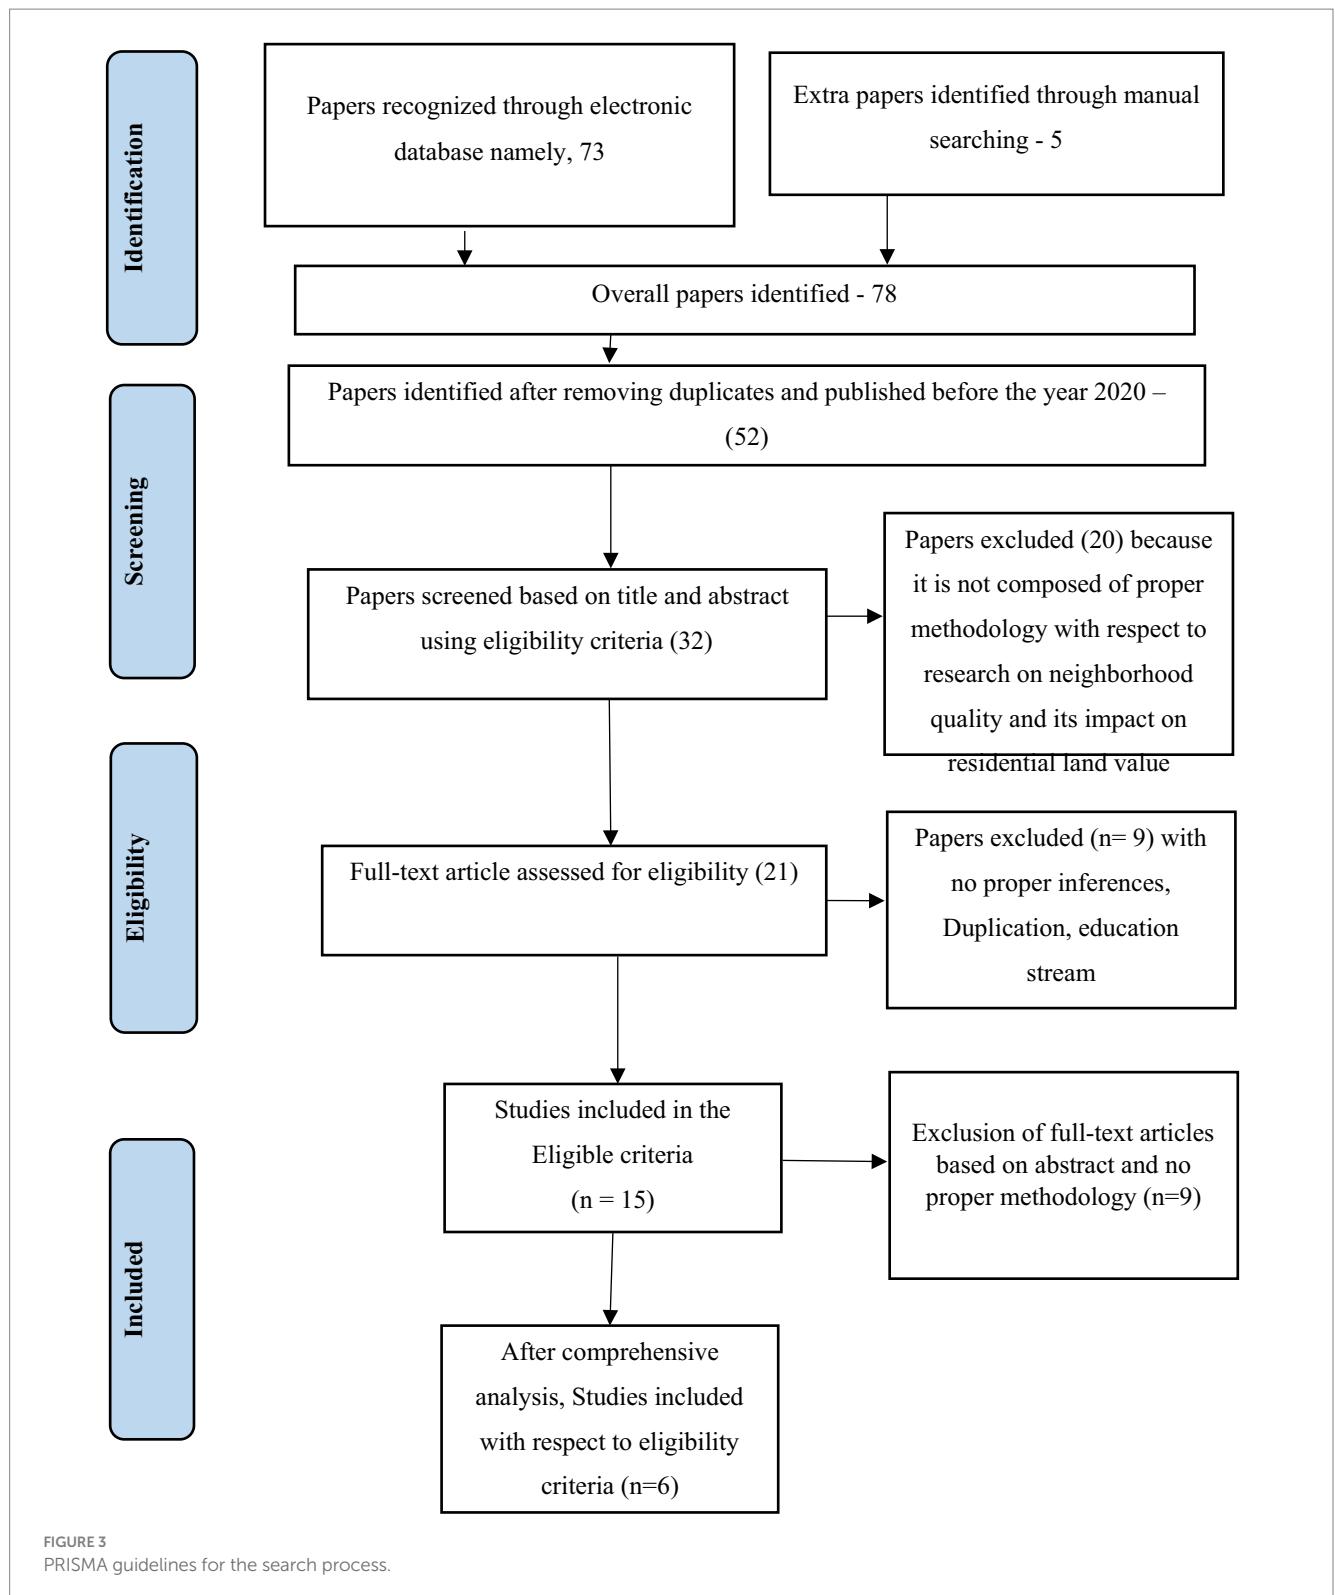 Identification
Papers recognized through electronic
database namely, 73
Extra papers identified through manual
searching - 5
Overall papers identified - 78
Screening
Papers identified after removing duplicates and published before the year 2020 –
(52)
Papers screened based on title and abstract
using eligibility criteria (32)
Papers excluded (20) because
it is not composed of proper
methodology with respect to
research on neighborhood
quality and its impact on
residential land value
Eligibility
Full-text article assessed for eligibility (21)
Papers excluded (n= 9) with
no proper inferences,
Duplication, education
stream
Included
Studies included in the
Eligible criteria
(n = 15)
Exclusion of full-text articles
based on abstract and no
proper methodology (n=9)
After comprehensive
analysis, Studies included
with respect to eligibility
criteria (n=6)
FIGURE 3
PRISMA guidelines for the search process.